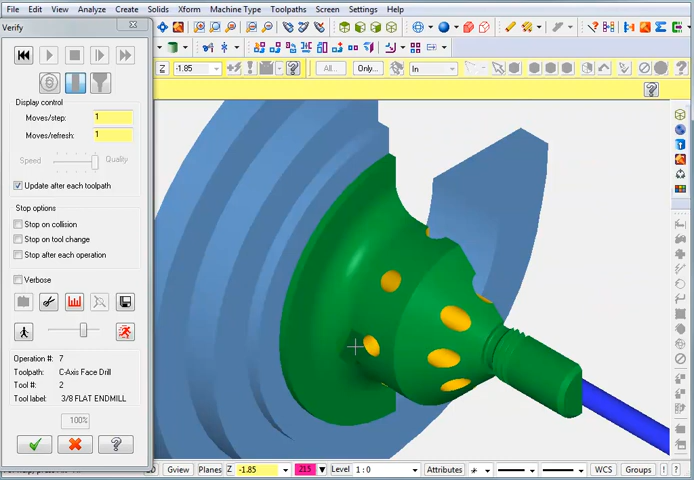 File Edit View Analyze Create Solids Xform Machine Type Toolpaths Screen Settings Help
Verify
Z -1.85 All... Only... In
Display control
Moves/step: 1
Moves/refresh: 1
Speed Quality
Update after each toolpath
Stop options
Stop on collision
Stop on tool change
Stop after each operation
Verbose
Operation #: 7
Toolpath: C-Axis Face Drill
Tool #: 2
Tool label: 3/8 FLAT ENDMILL
100%
Gview Planes Z -1.85 215 Level 1 : 0 Attributes WCS Groups ?